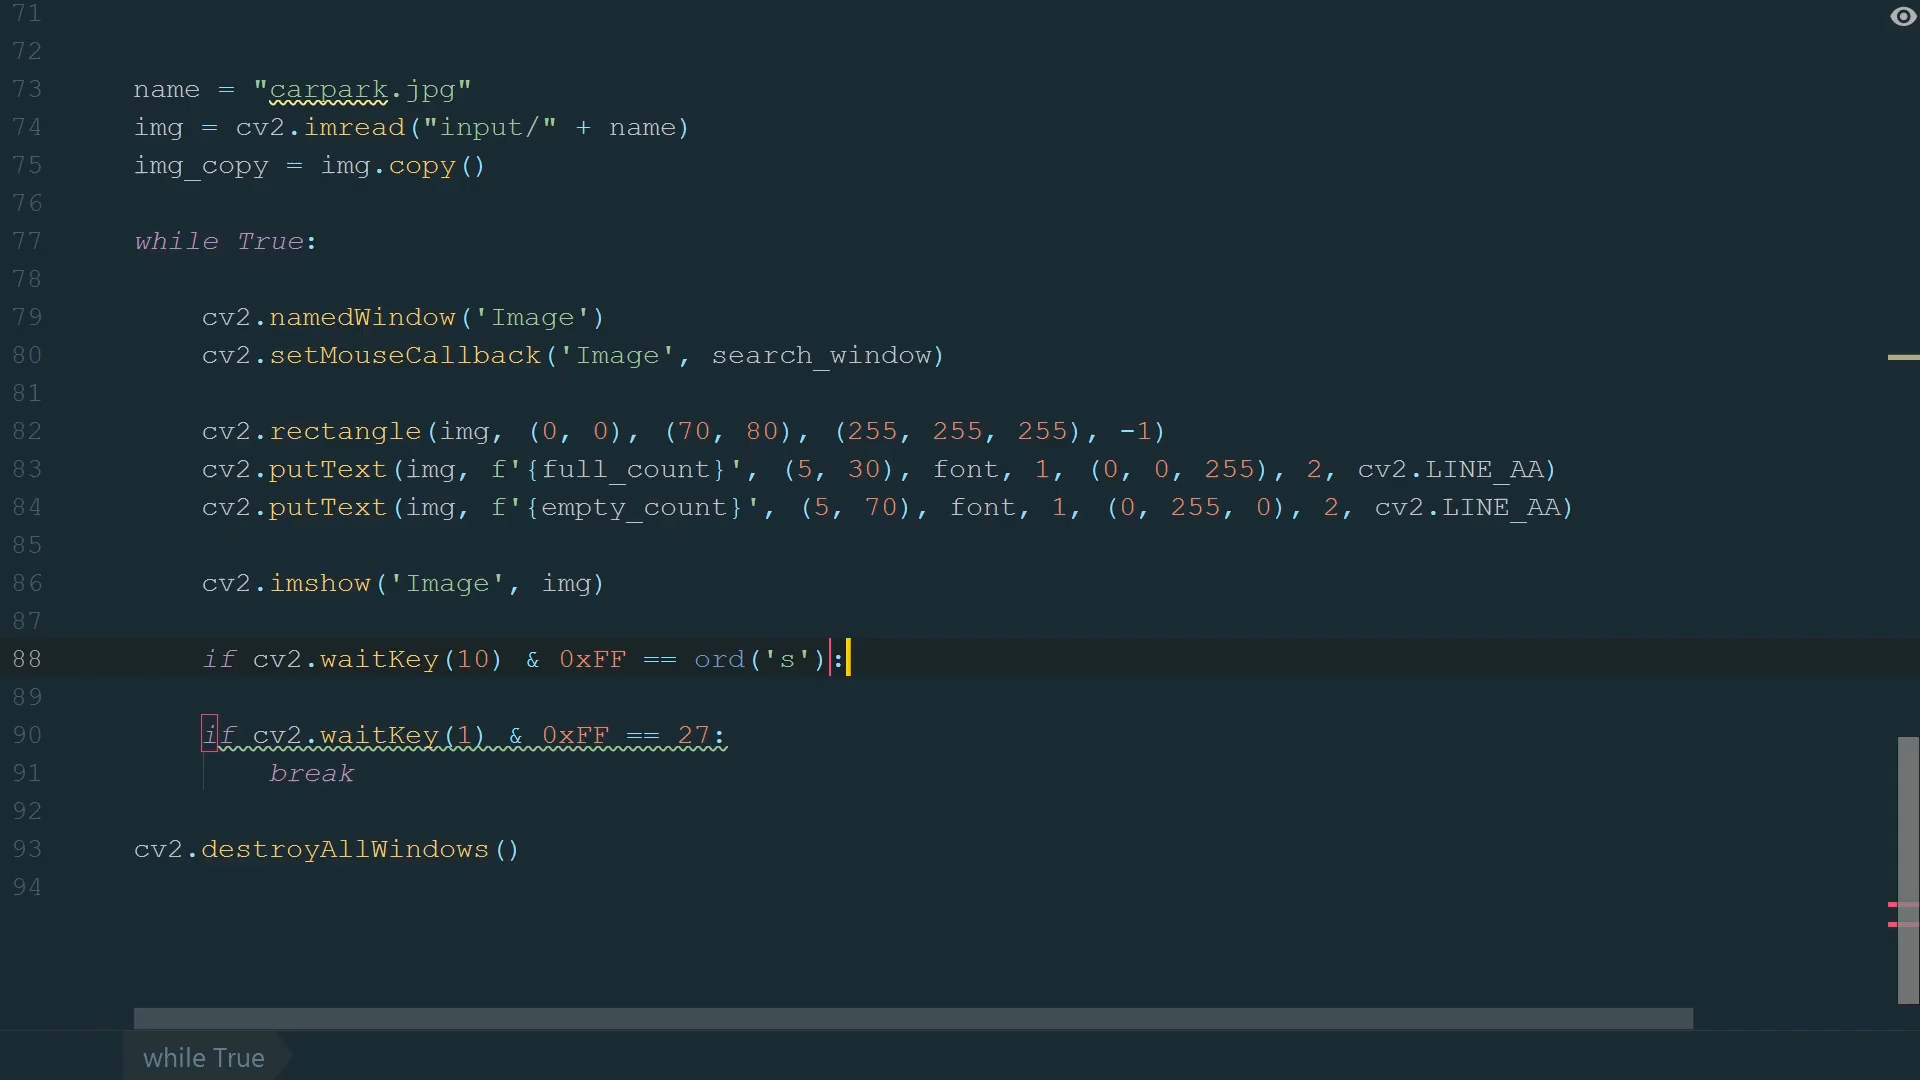 71
72
73 name = "carpark.jpg"
74 img = cv2.imread("input/" + name)
75 img_copy = img.copy()
76
77 while True:
78
79 cv2.namedWindow('Image')
80 cv2.setMouseCallback('Image', search_window)
81
82 cv2.rectangle(img, (0, 0), (70, 80), (255, 255, 255), -1)
83 cv2.putText(img, f'{full_count}', (5, 30), font, 1, (0, 0, 255), 2, cv2.LINE_AA)
84 cv2.putText(img, f'{empty_count}', (5, 70), font, 1, (0, 255, 0), 2, cv2.LINE_AA)
85
86 cv2.imshow('Image', img)
87
88 if cv2.waitKey(10) & 0xFF == ord('s'):
89
90 if cv2.waitKey(1) & 0xFF == 27:
91 break
92
93 cv2.destroyAllWindows()
94
while True